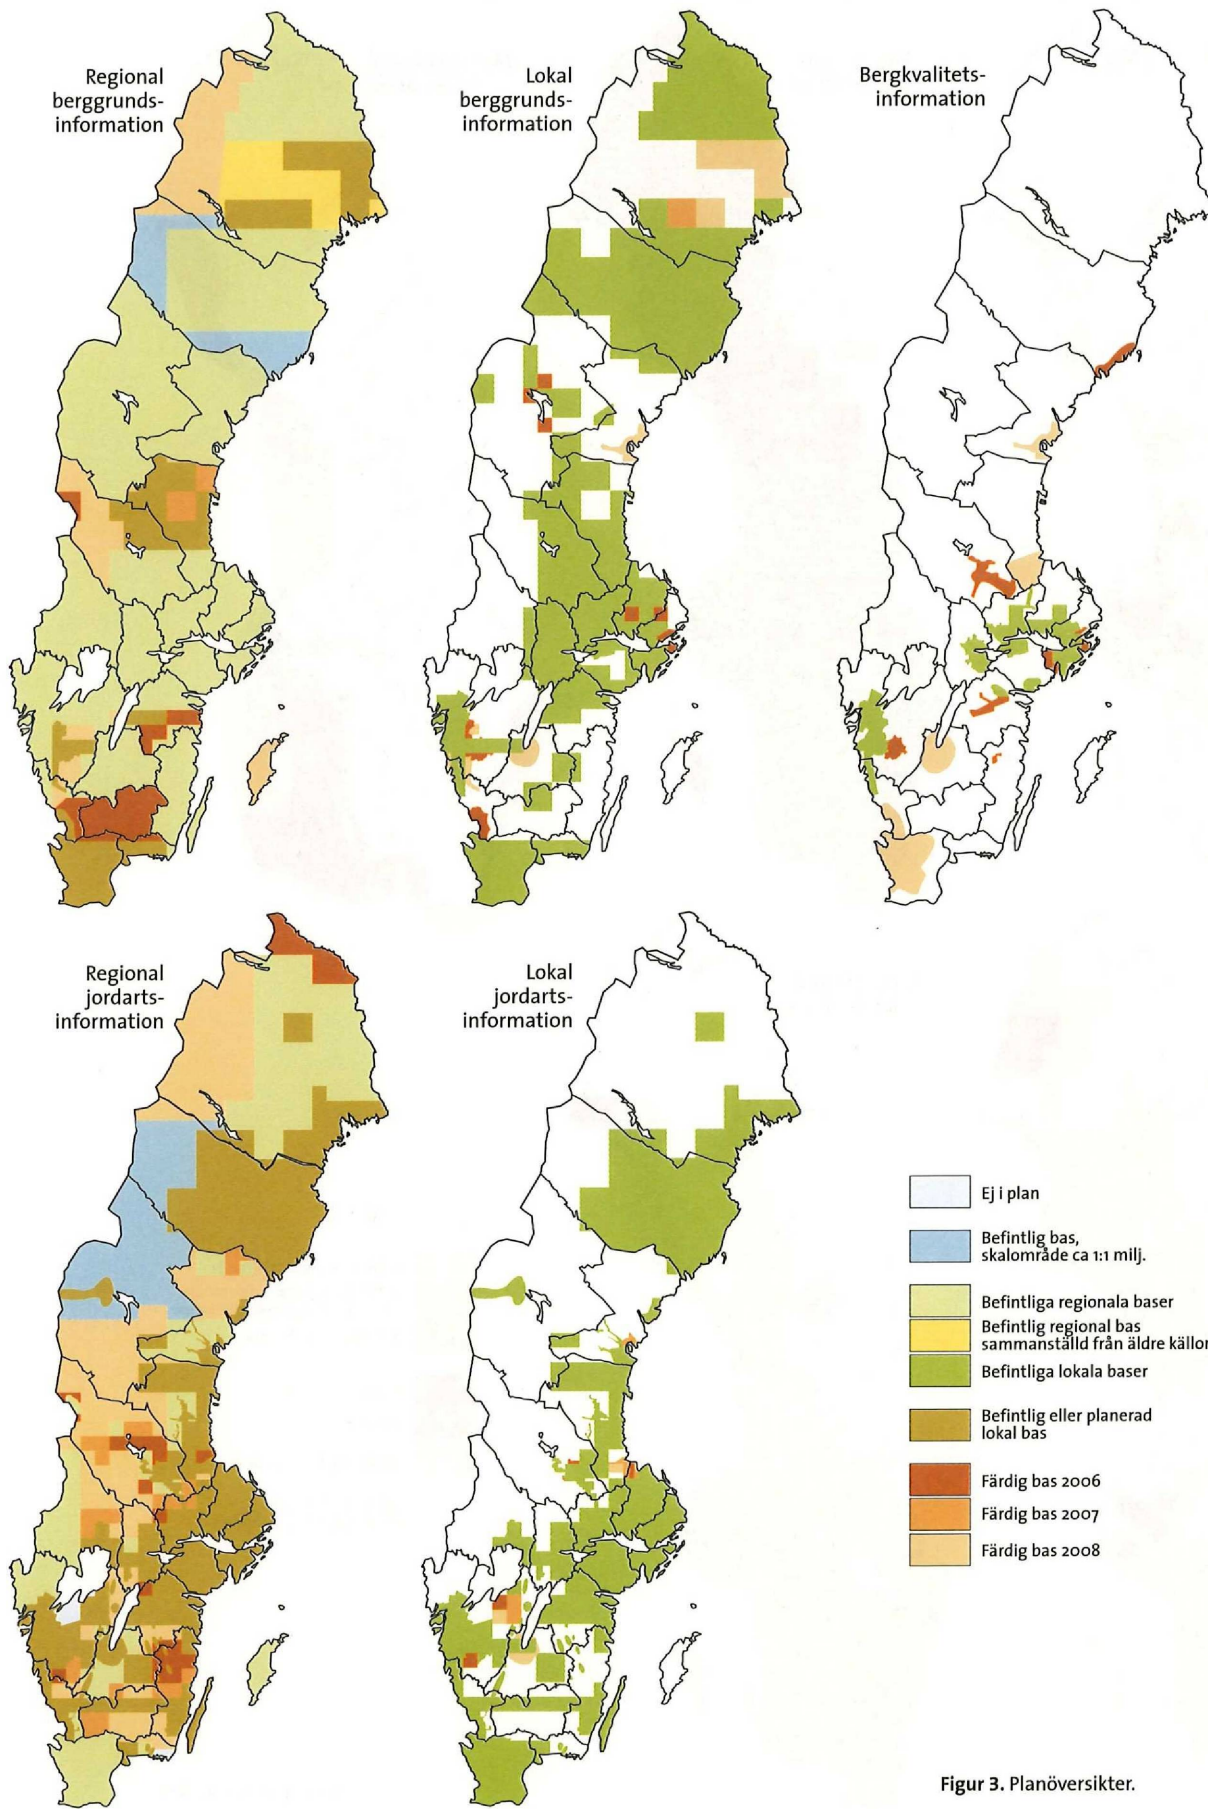 Regional
berggrunds-
information
Lokal
berggrunds-
information
Bergkvalitets-
information
Regional
jordarts-
information
Lokal
jordarts-
information
Ej i plan
Befintlig bas,
skalområde ca 1:1 milj.
Befintliga regionala baser
Befintlig regional bas
sammanställd från äldre källor
Befintliga lokala baser
Befintlig eller planerad
lokal bas
Färdig bas 2006
Färdig bas 2007
Färdig bas 2008
Figur 3. Planöversikter.